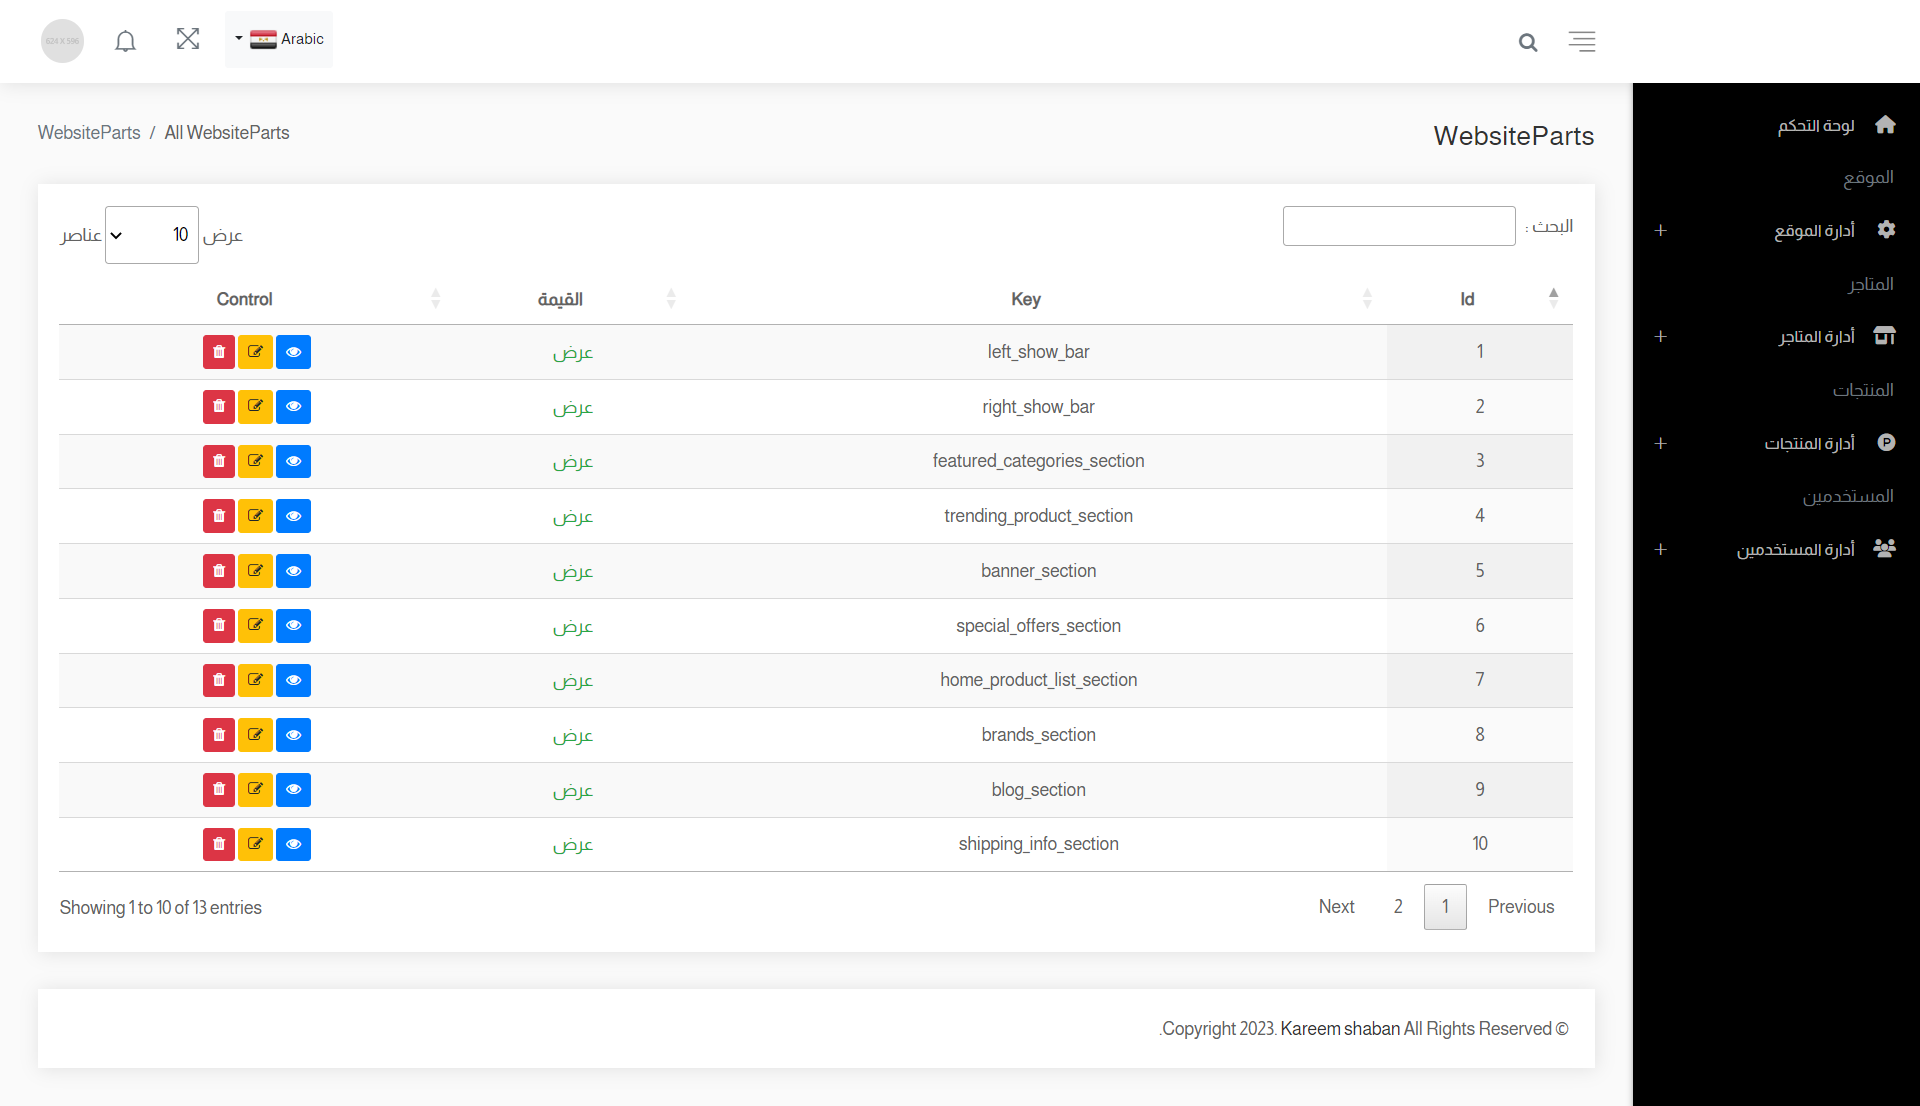 624 X 596
Arabic
لوحة التحكم
الموقع
أدارة الموقع
المتاجر
أدارة المتاجر
المنتجات
أدارة المنتجات
المستخدمين
أدارة المستخدمين
WebsiteParts
WebsiteParts / All WebsiteParts
البحث :
عرض 10 عناصر
Id Key القيمة Control
1 left_show_bar عرض
2 right_show_bar عرض
3 featured_categories_section عرض
4 trending_product_section عرض
5 banner_section عرض
6 special_offers_section عرض
7 home_product_list_section عرض
8 brands_section عرض
9 blog_section عرض
10 shipping_info_section عرض
Previous 1 2 Next
Showing 1 to 10 of 13 entries
.Copyright 2023. Kareem shaban All Rights Reserved ©